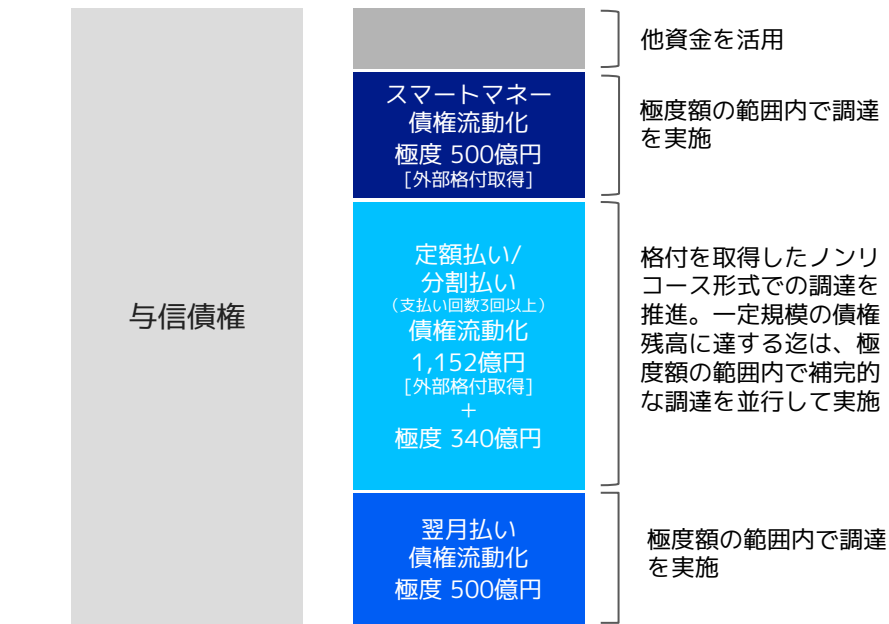 与信債権
他資金を活用
スマートマネー
債権流動化
極度 500億円
[外部格付取得]
極度額の範囲内で調達
を実施
定額払い/
分割払い
（支払い回数3回以上）
債権流動化
1,152億円
[外部格付取得]
＋
極度 340億円
格付を取得したノンリ
コース形式での調達を
推進。一定規模の債権
残高に達する迄は、極
度額の範囲内で補完的
な調達を並行して実施
翌月払い
債権流動化
極度 500億円
極度額の範囲内で調達
を実施